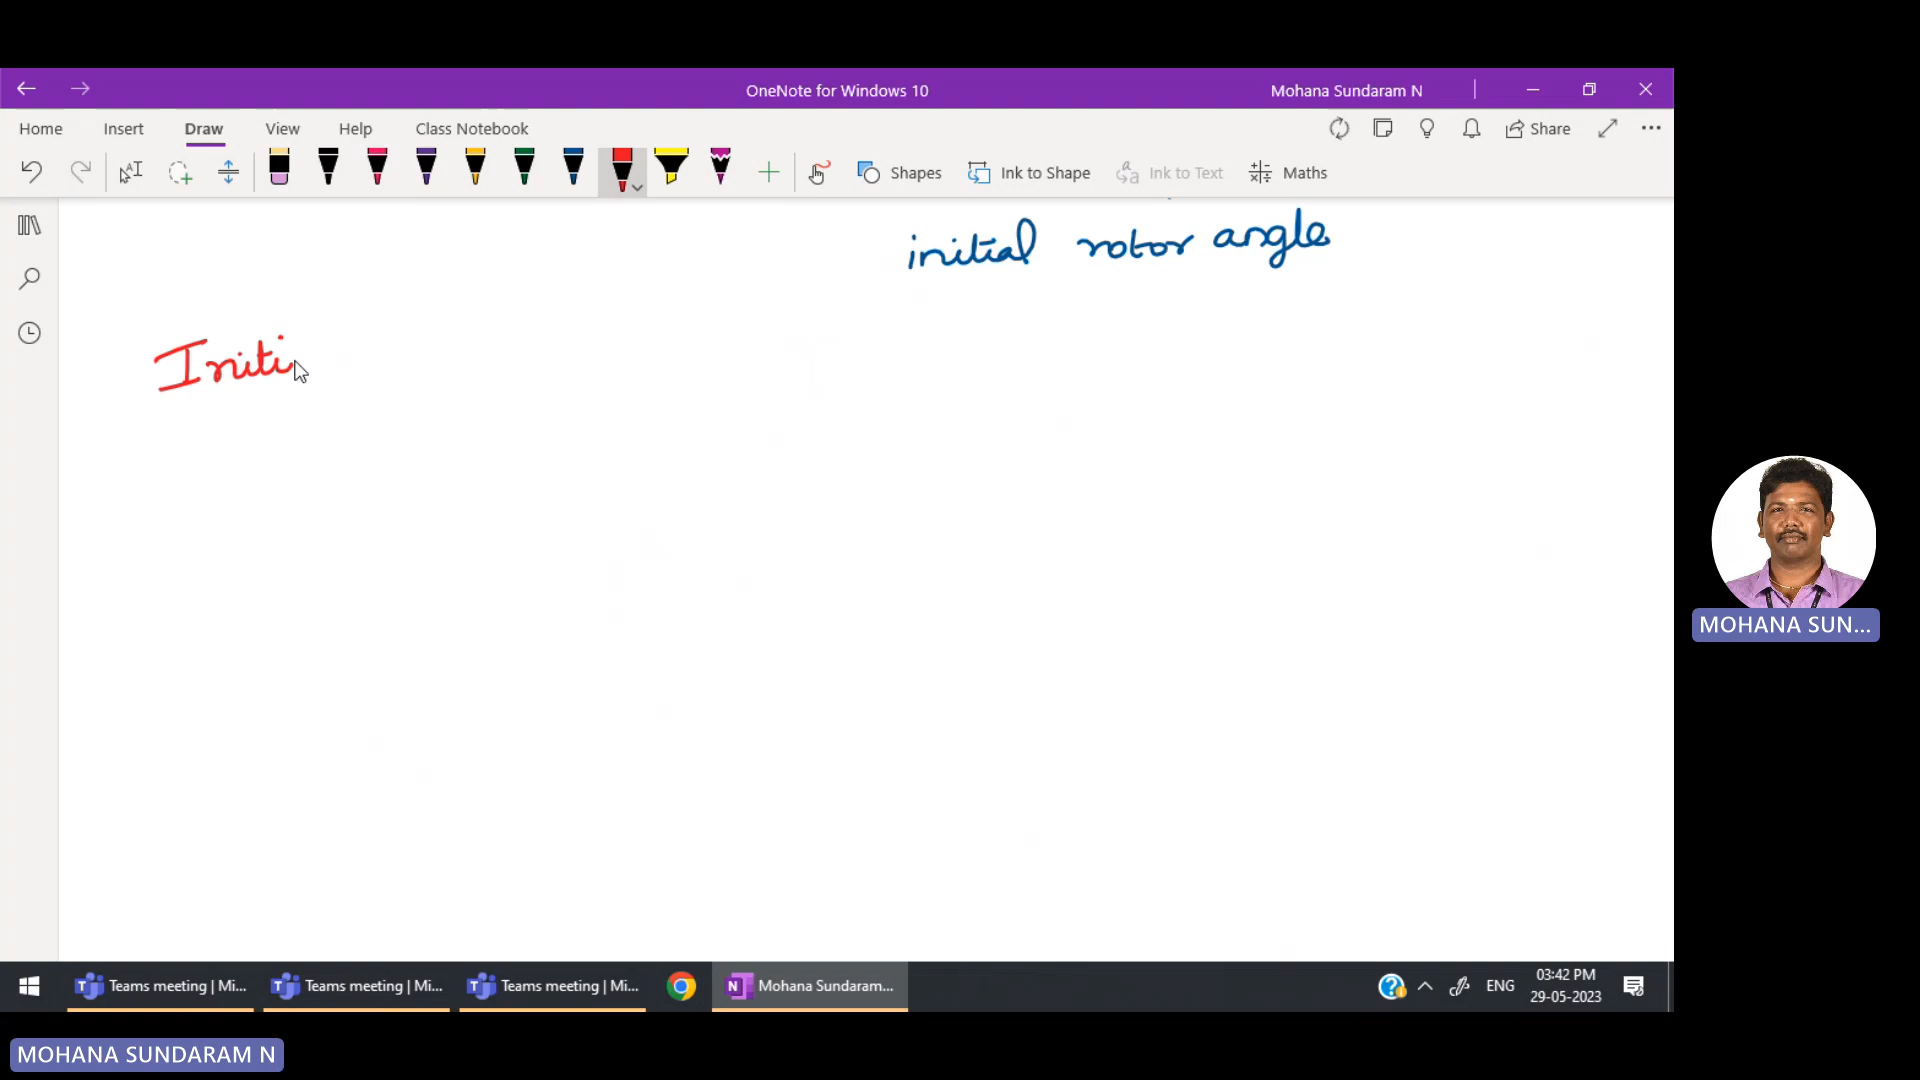 OneNote for Windows 10
Mohana Sundaram N
Home Insert Draw View Help Class Notebook
Share
Shapes Ink to Shape Ink to Text Maths
initial rotor angle
Initi
MOHANA SUN...
Teams meeting | Mi... Teams meeting | Mi... Teams meeting | Mi... Mohana Sundaram...
ENG
03:42 PM
29-05-2023
MOHANA SUNDARAM N